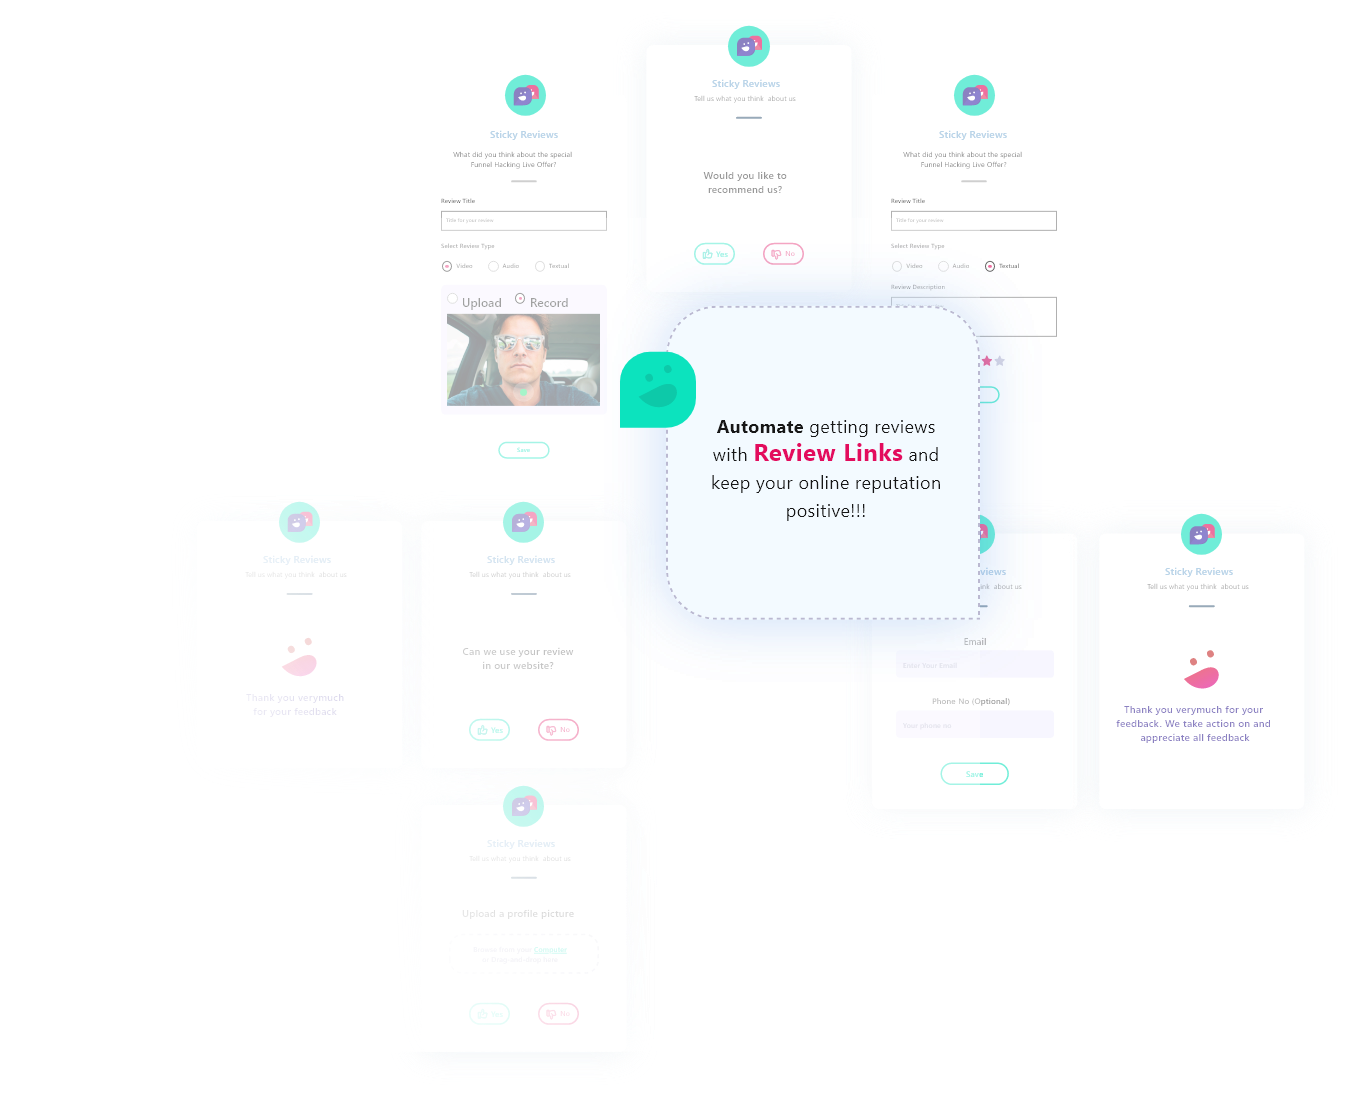 Sticky Reviews
Tell us what you think about us
Would you like to
recommend us?
Yes
No
Sticky Reviews
What did you think about the special
Funnel Hacking Live Offer?
Review Title
Title for your review
Select Review Type
Video
Audio
Textual
Upload
Record
Save
Sticky Reviews
What did you think about the special
Funnel Hacking Live Offer?
Review Title
Title for your review
Select Review Type
Video
Audio
Textual
Review Description
Automate getting reviews
with Review Links and
keep your online reputation
positive!!!
Sticky Reviews
Tell us what you think about us
Thank you verymuch
for your feedback
Sticky Reviews
Tell us what you think about us
Can we use your review
in our website?
Yes
No
about us
Email
Enter Your Email
Phone No (Optional)
Your phone no
Save
Sticky Reviews
Tell us what you think about us
Thank you verymuch for your
feedback. We take action on and
appreciate all feedback
Sticky Reviews
Tell us what you think about us
Upload a profile picture
Browse from your Computer
or drag and drop here
Yes
No